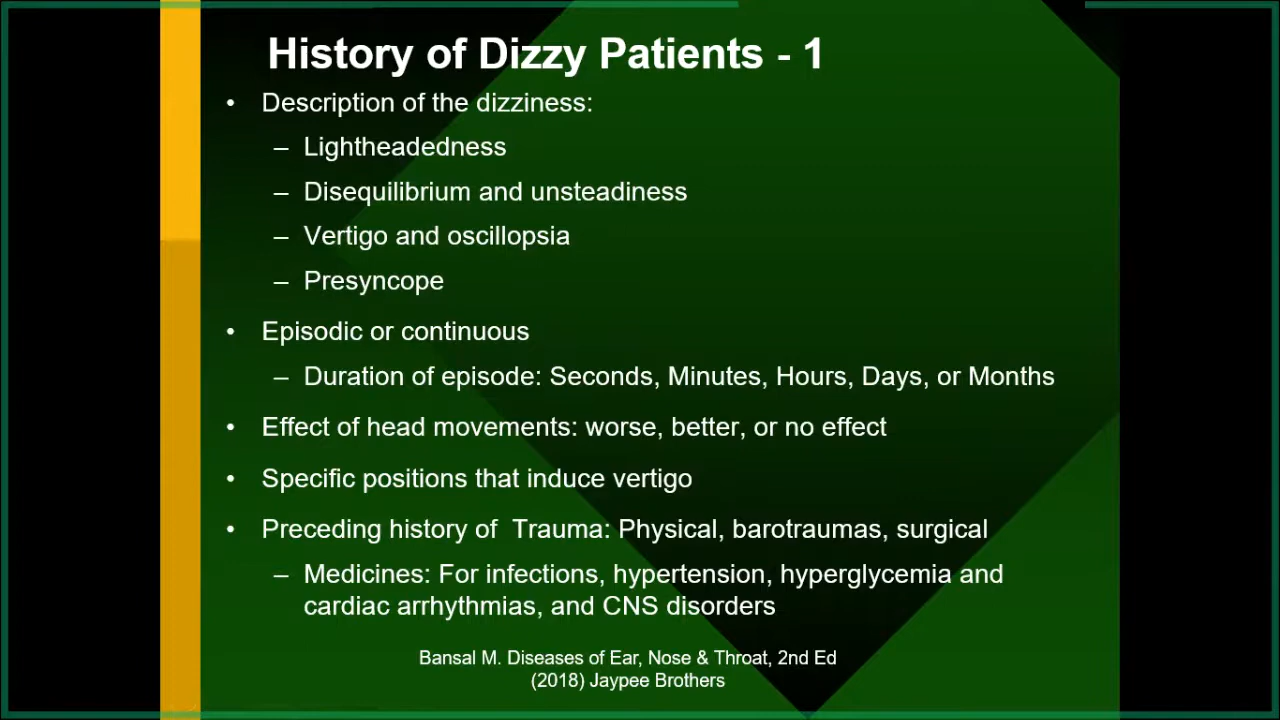 History of Dizzy Patients - 1
• Description of the dizziness:
– Lightheadedness
– Disequilibrium and unsteadiness
– Vertigo and oscillopsia
– Presyncope
• Episodic or continuous
– Duration of episode: Seconds, Minutes, Hours, Days, or Months
• Effect of head movements: worse, better, or no effect
• Specific positions that induce vertigo
• Preceding history of  Trauma: Physical, barotraumas, surgical
– Medicines: For infections, hypertension, hyperglycemia and
cardiac arrhythmias, and CNS disorders
Bansal M. Diseases of Ear, Nose & Throat, 2nd Ed
(2018) Jaypee Brothers